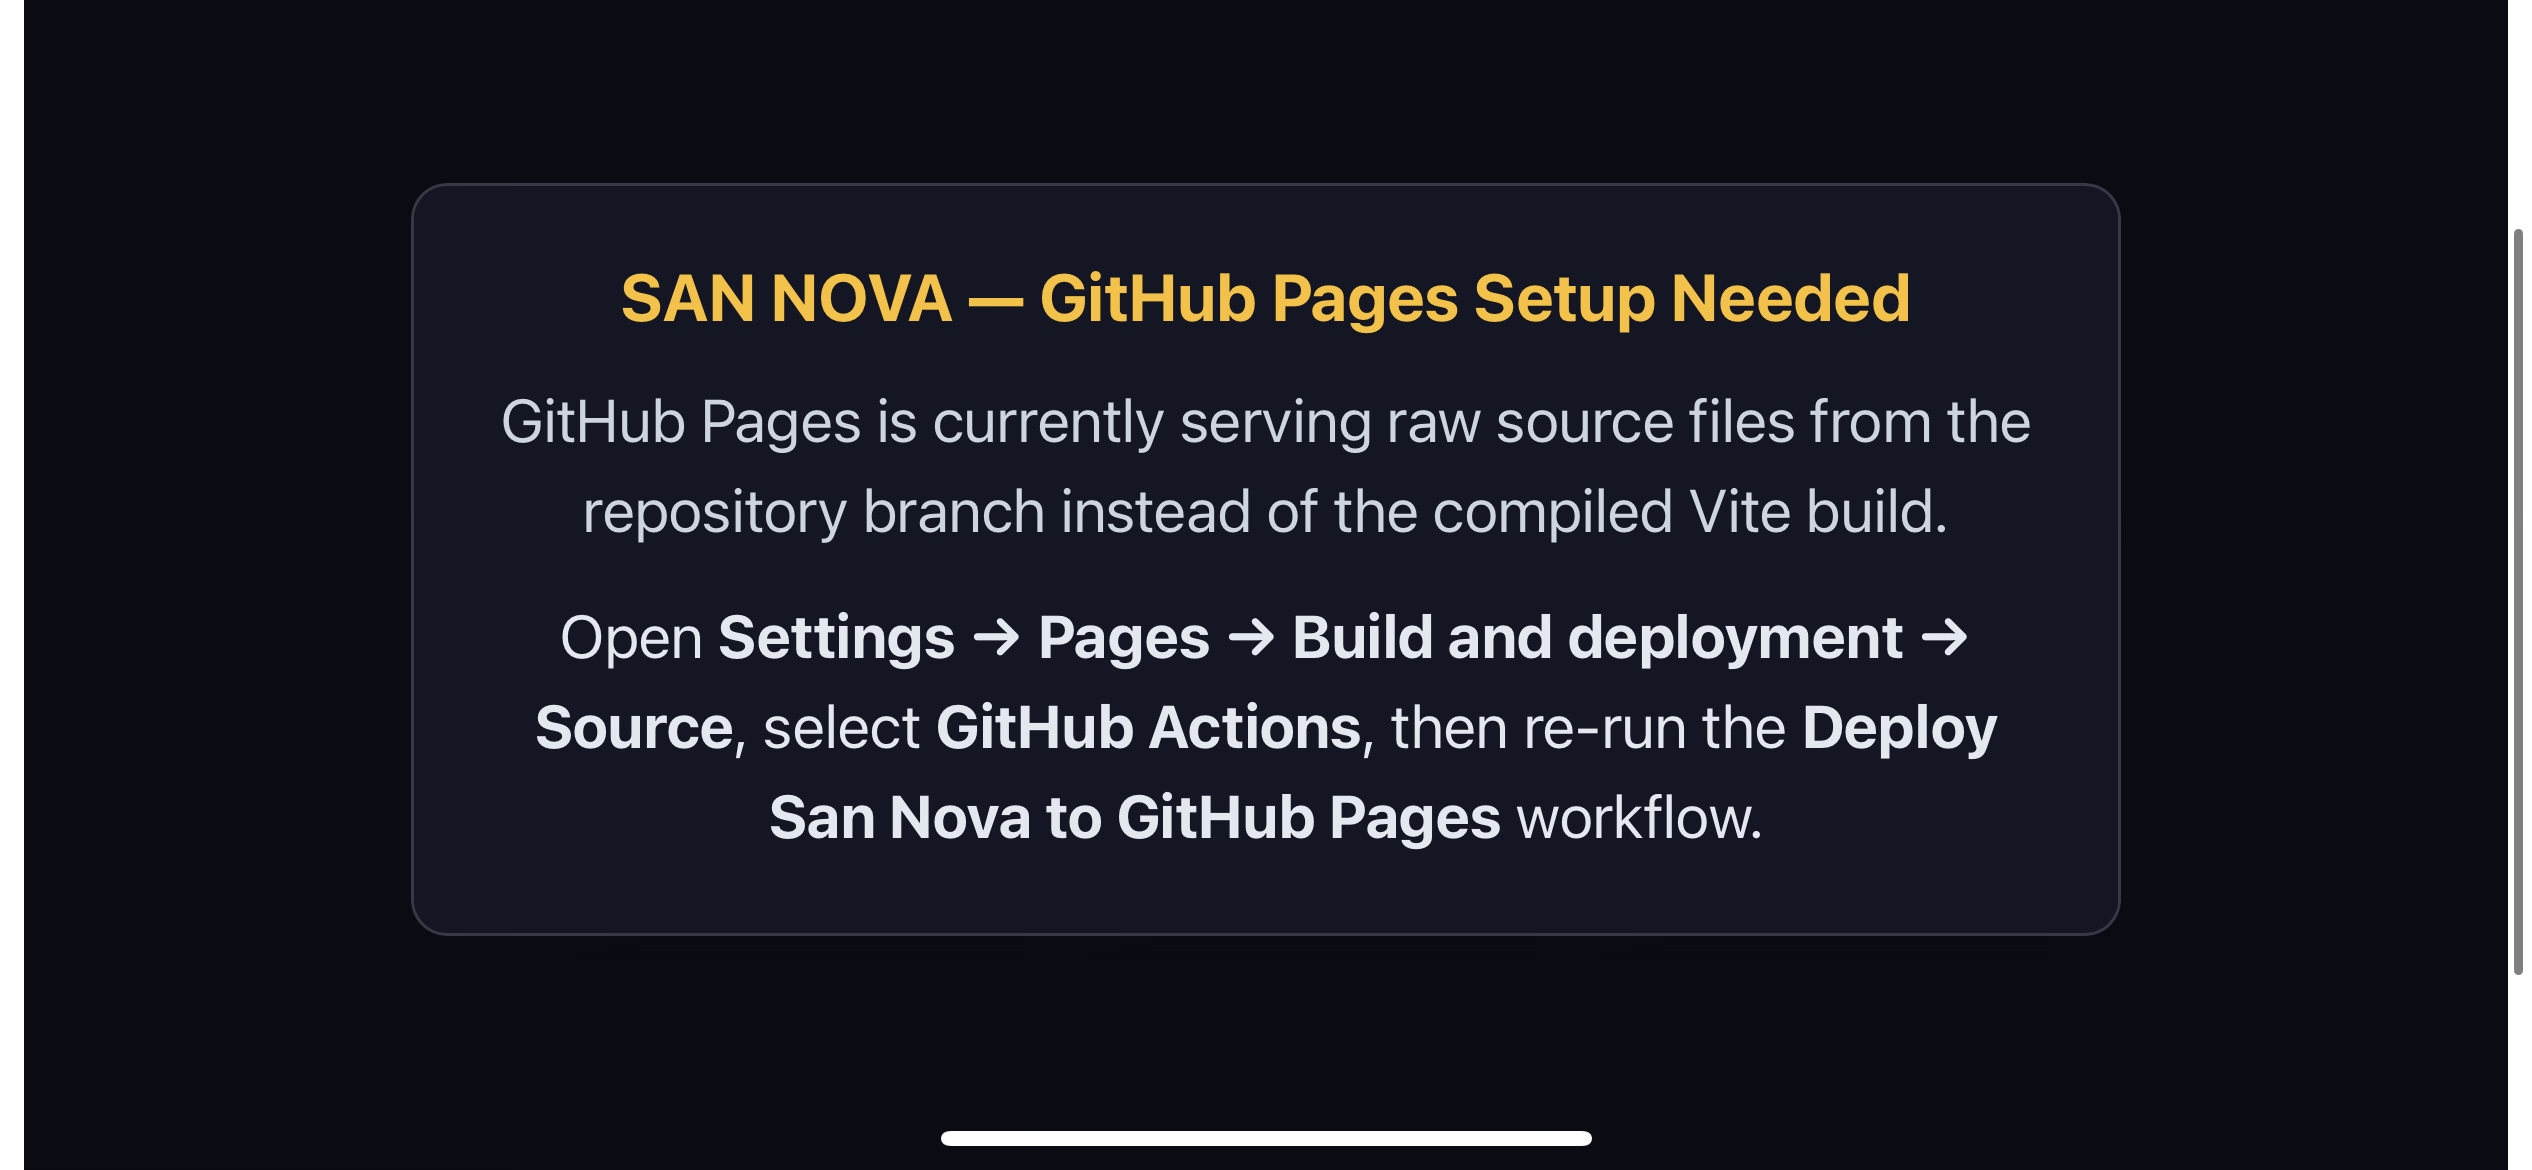 SAN NOVA — GitHub Pages Setup Needed
GitHub Pages is currently serving raw source files from the
repository branch instead of the compiled Vite build.
Open Settings → Pages → Build and deployment →
Source, select GitHub Actions, then re-run the Deploy
San Nova to GitHub Pages workflow.